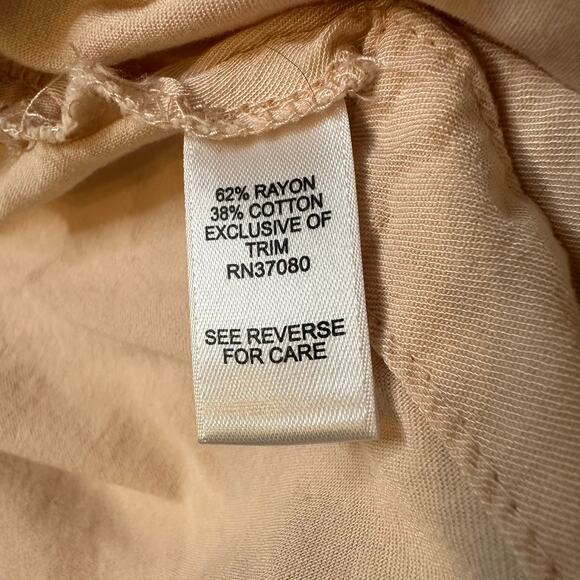 62% RAYON
38% COTTON
EXCLUSIVE OF
TRIM
RN37080
SEE REVERSE
FOR CARE